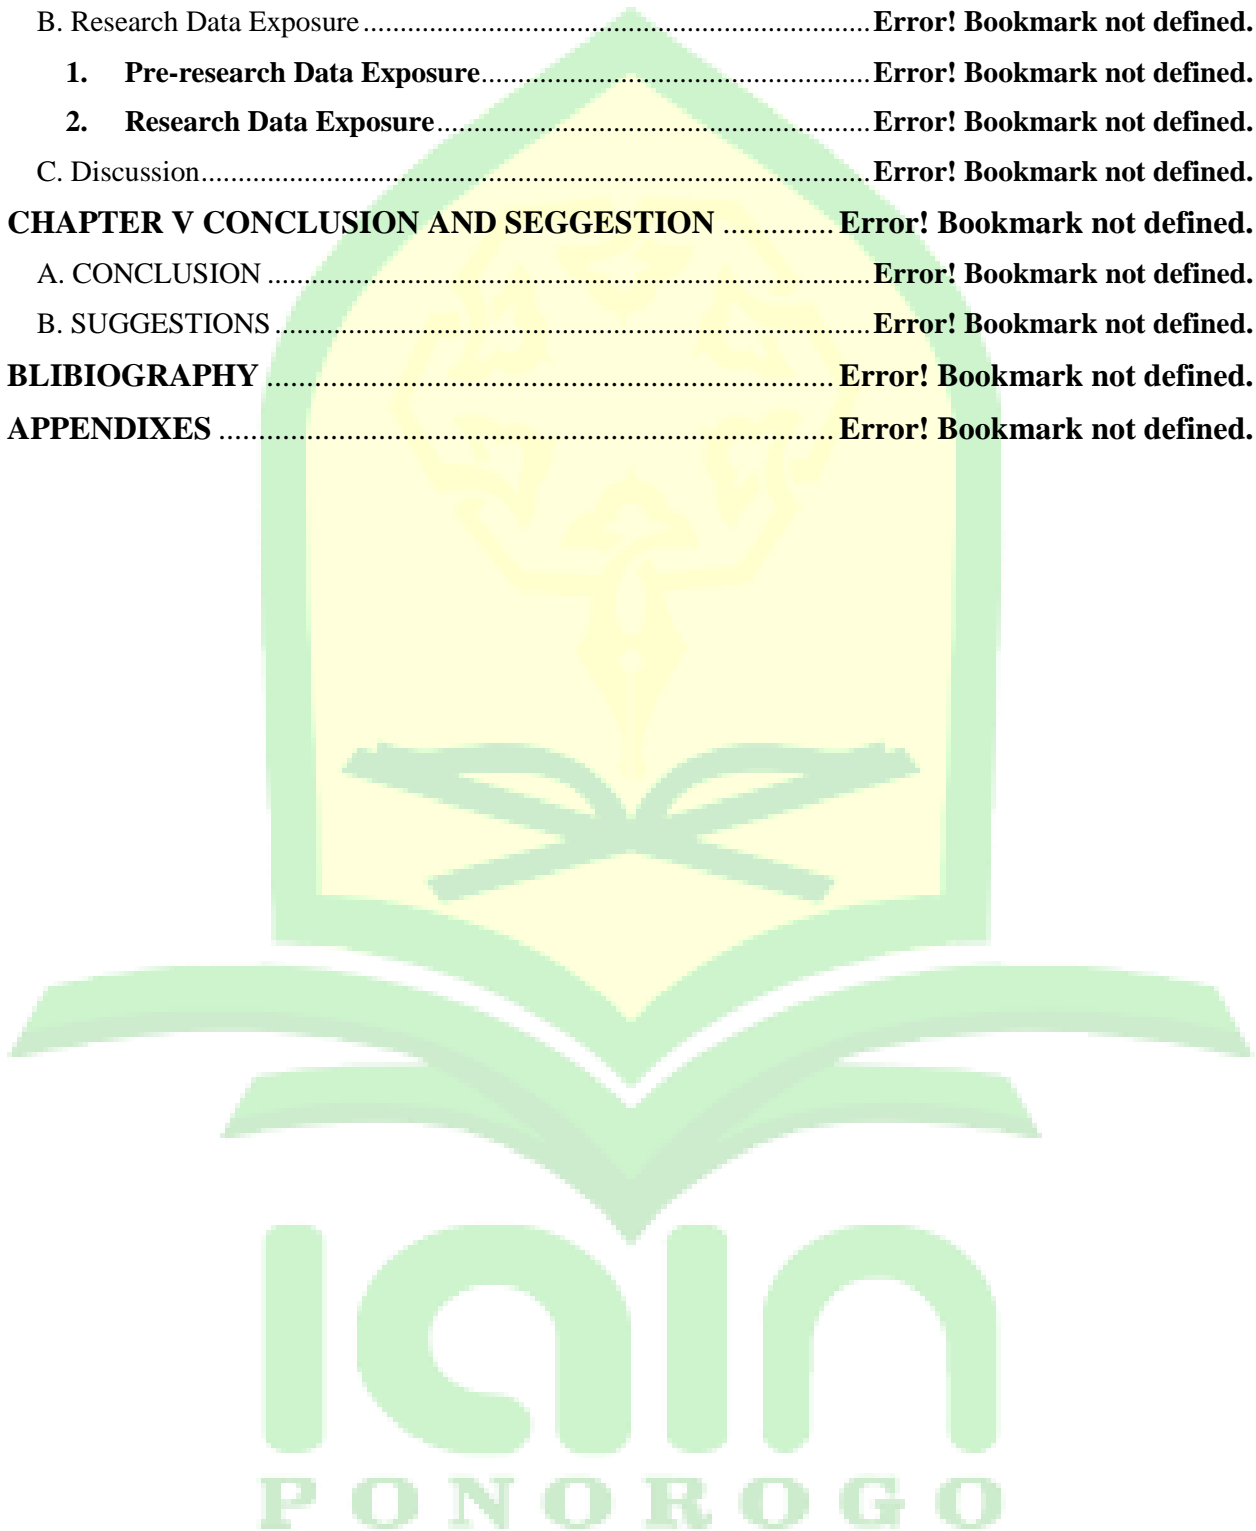 B. Research Data Exposure.....................................................................Error! Bookmark not defined.
1. Pre-research Data Exposure.....................................................Error! Bookmark not defined.
2. Research Data Exposure...........................................................Error! Bookmark not defined.
C. Discussion..........................................................................................Error! Bookmark not defined.
CHAPTER V CONCLUSION AND SEGGESTION ............... Error! Bookmark not defined.
A. CONCLUSION .................................................................................Error! Bookmark not defined.
B. SUGGESTIONS................................................................................Error! Bookmark not defined.
BLIBIOGRAPHY ............................................................................ Error! Bookmark not defined.
APPENDIXES .................................................................................. Error! Bookmark not defined.
iain
PONOROGO